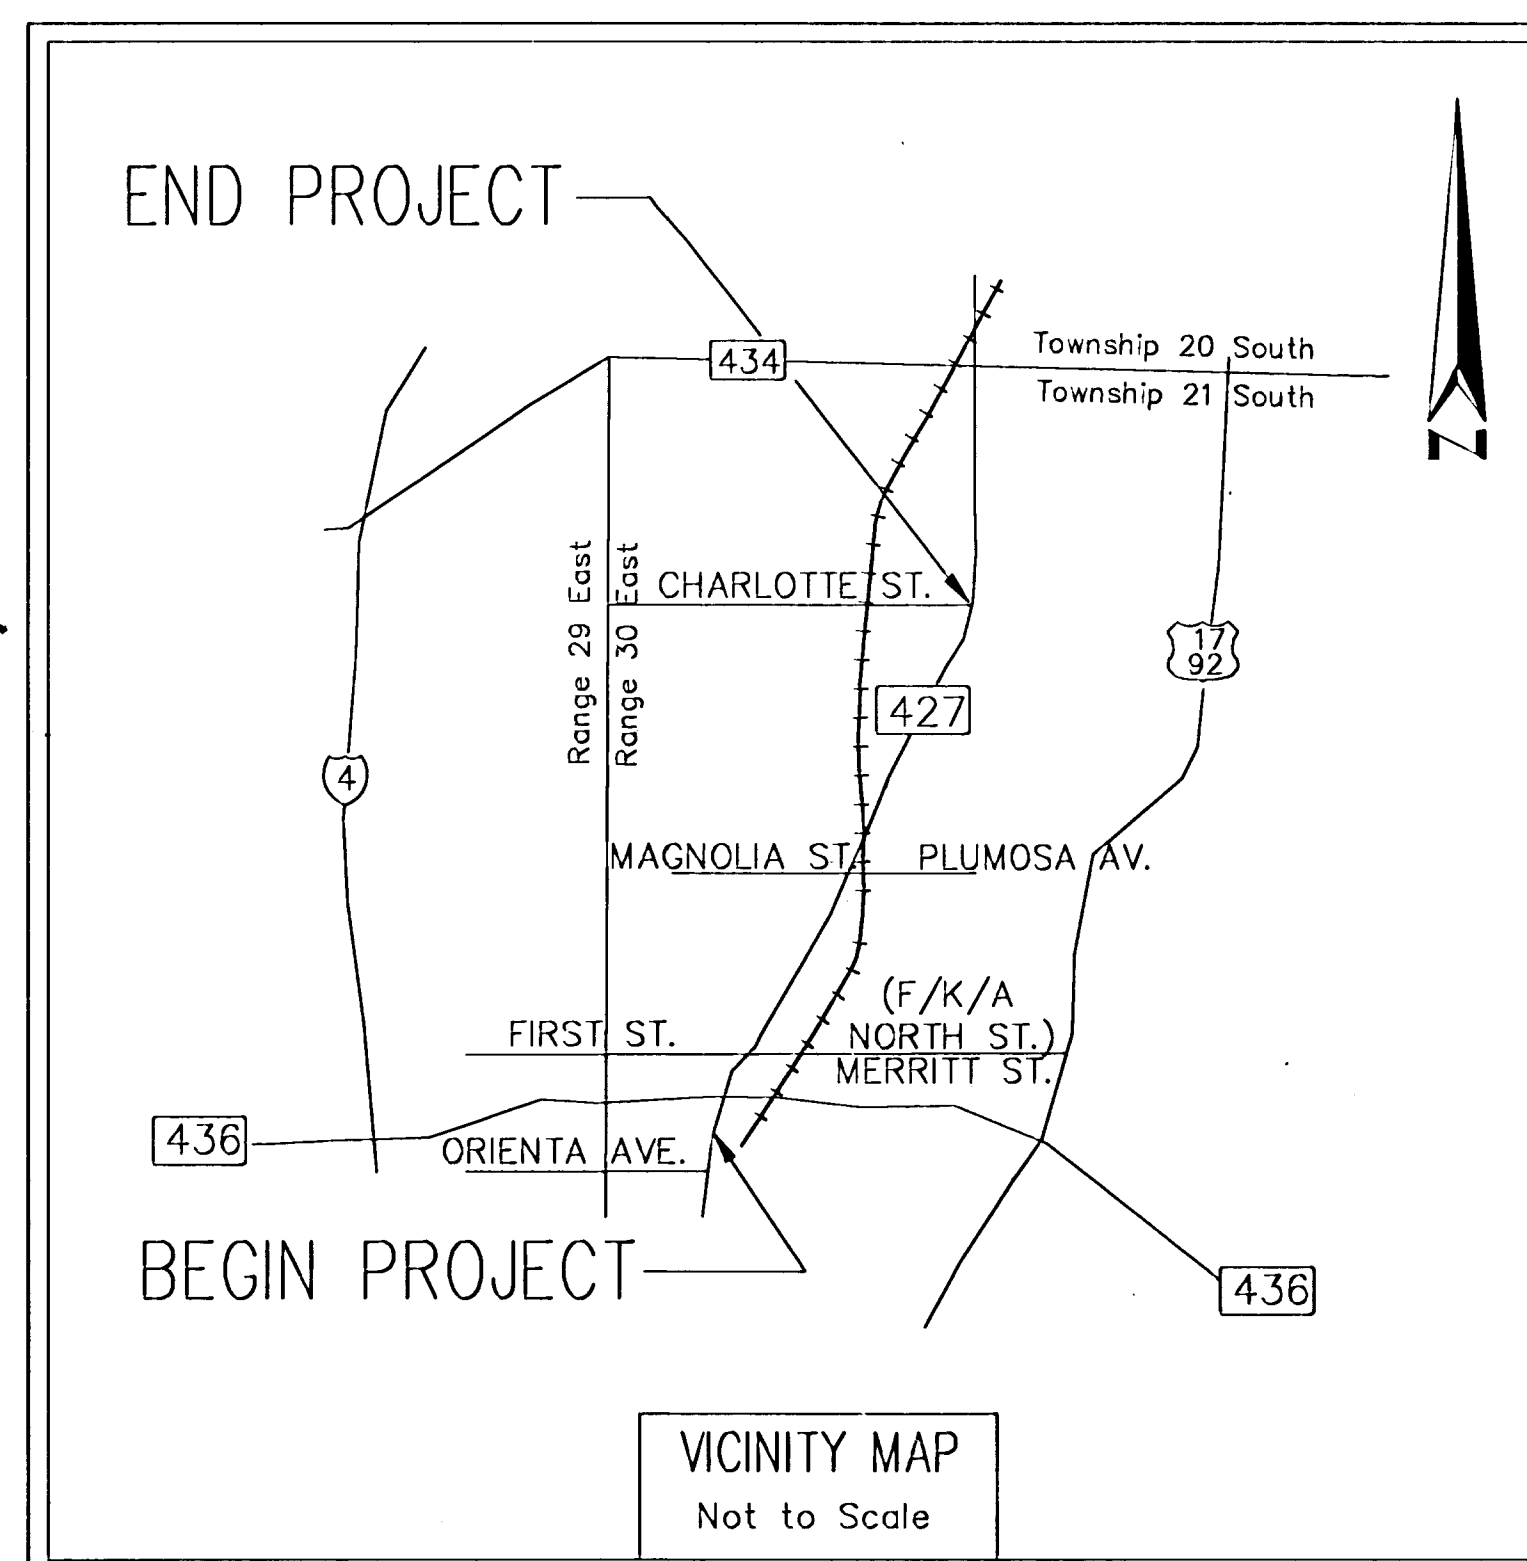 END PROJECT
434
Township 20 South
Township 21 South
N
Range 29 East
Range 30 East
CHARLOTTE ST.
17
92
427
4
MAGNOLIA ST.
PLUMOSA AV.
(F/K/A
FIRST ST.
NORTH ST.)
MERRITT ST.
436
ORIENTA AVE.
BEGIN PROJECT
436
VICINITY MAP
Not to Scale